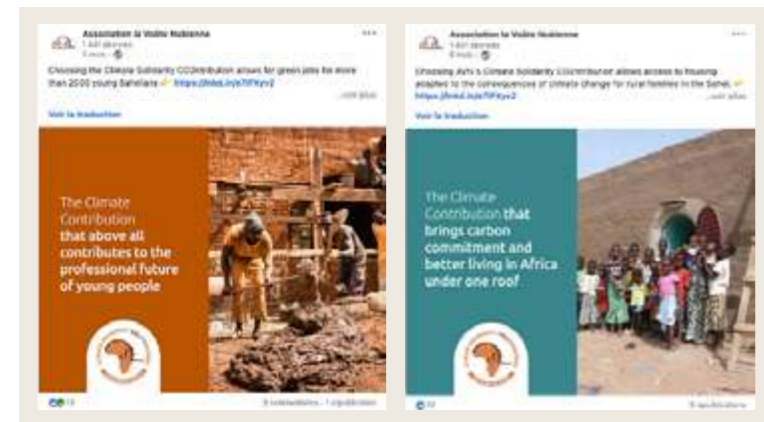 Association la Voûte Nubienne
Choosing the Climate Solidarity CO2ntribution allows for green jobs for more
than 2000 young Sahelians 👉
...voir plus
Voir la traduction
The Climate
Contribution
that above all
contributes to the
professional future
of young people
Association la Voûte Nubienne
Choosing AVN's Climate Solidarity CO2ntribution allows access to housing
adapted to the consequences of climate change for rural families in the Sahel. 👉
...voir plus
Voir la traduction
The Climate
Contribution that
brings carbon
commitment and
better living in Africa
under one roof